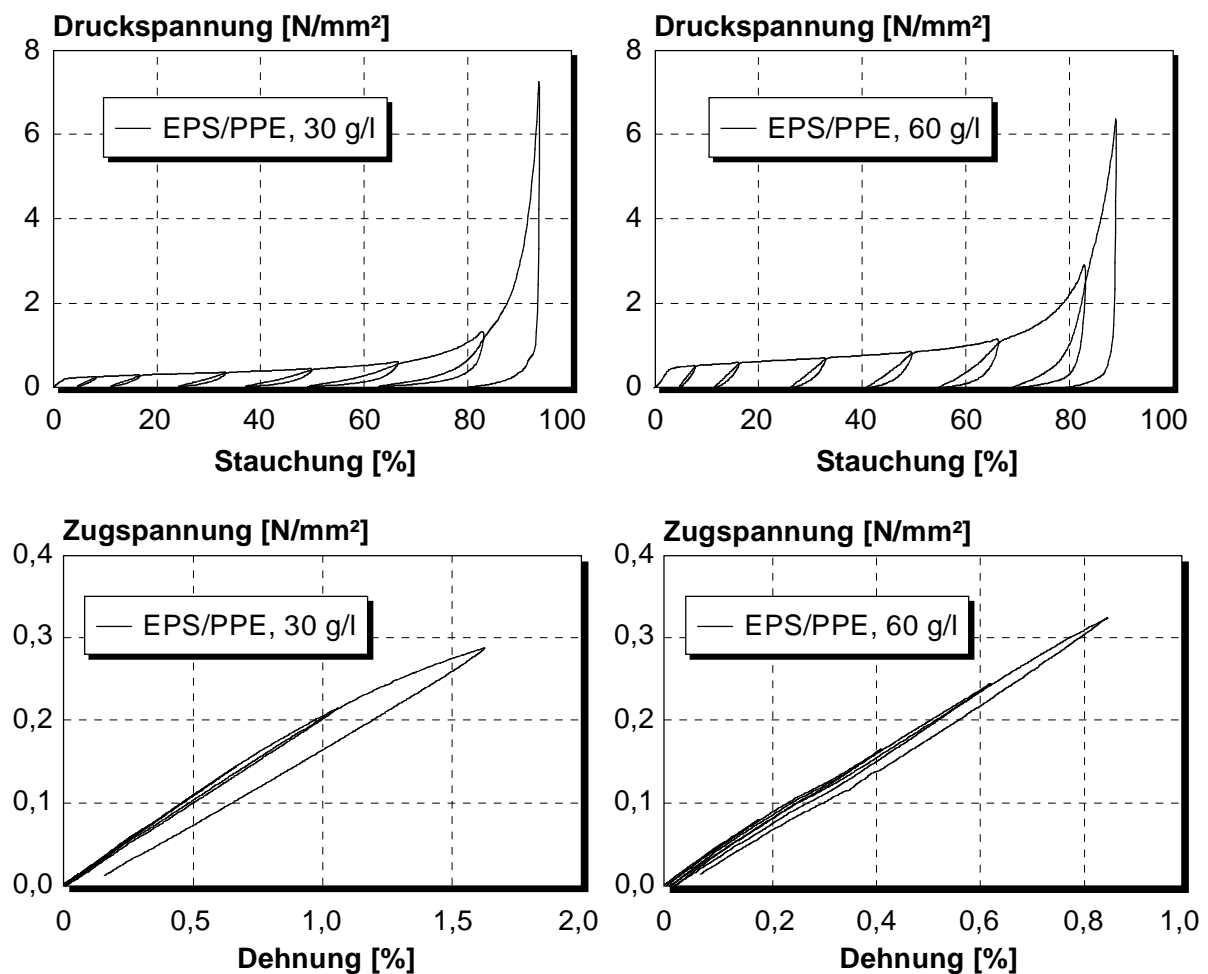 Druckspannung [N/mm²]
8
6
4
2
0
EPS/PPE, 30 g/l
0 20 40 60 80 100
Stauchung [%]
Druckspannung [N/mm²]
8
6
4
2
0
EPS/PPE, 60 g/l
0 20 40 60 80 100
Stauchung [%]
Zugspannung [N/mm²]
0,4
0,3
0,2
0,1
0,0
EPS/PPE, 30 g/l
0 0,5 1,0 1,5 2,0
Dehnung [%]
Zugspannung [N/mm²]
0,4
0,3
0,2
0,1
0,0
EPS/PPE, 60 g/l
0 0,2 0,4 0,6 0,8 1,0
Dehnung [%]